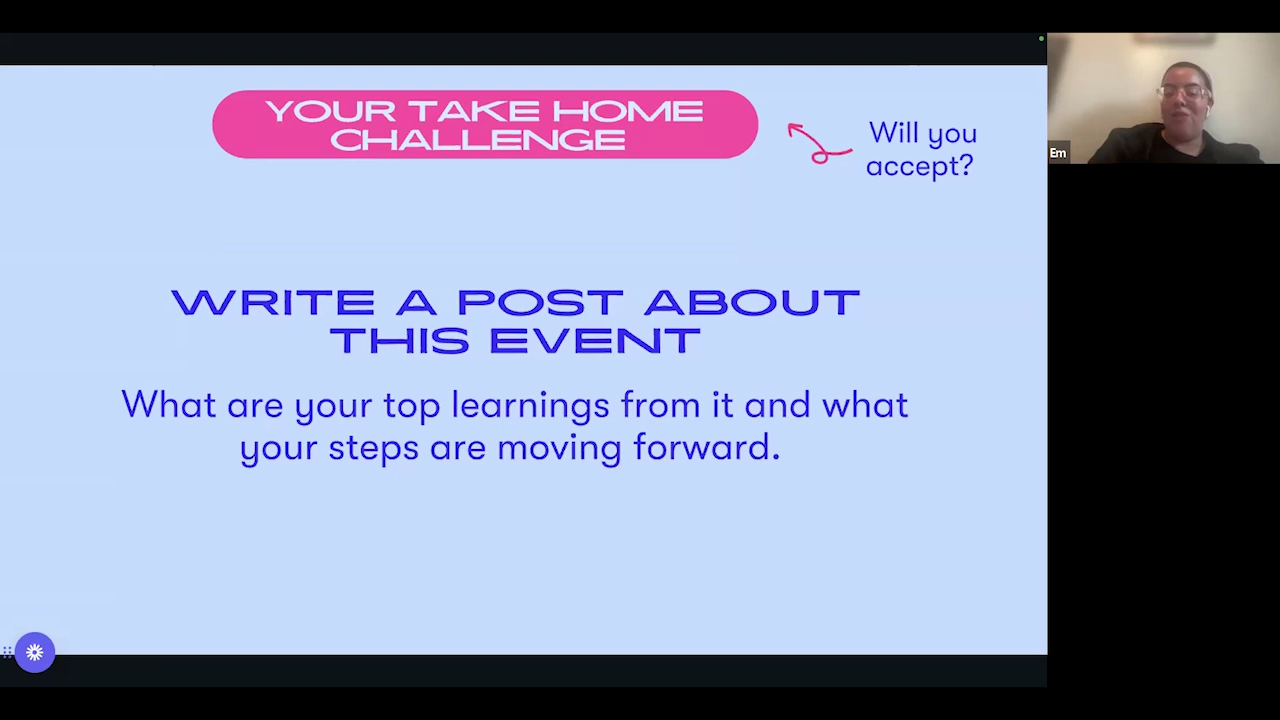 YOUR TAKE HOME
CHALLENGE
Will you
accept?
Em
WRITE A POST ABOUT
THIS EVENT
What are your top learnings from it and what
your steps are moving forward.